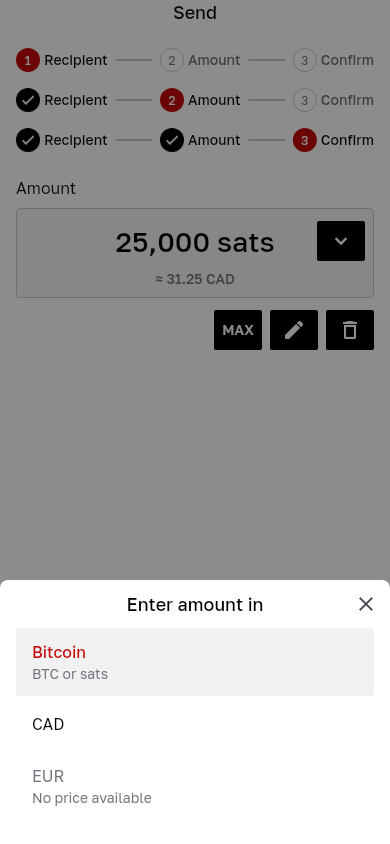 Send
1 Recipient 2 Amount 3 Confirm
Recipient 2 Amount 3 Confirm
Recipient Amount 3 Confirm
Amount
25,000 sats
≈ 31.25 CAD
MAX
Enter amount in
Bitcoin
BTC or sats
CAD
EUR
No price available